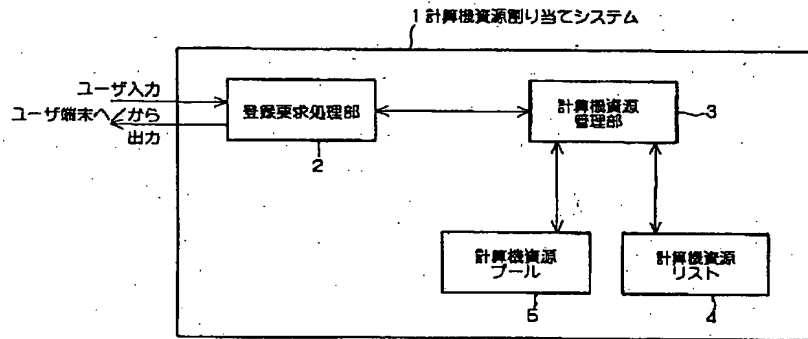 1 計算機資源割り当てシステム
ユーザ入力
ユーザ端末へ/から
出力
登録要求処理部
2
計算機資源
管理部
3
計算機資源
プール
5
計算機資源
リスト
4